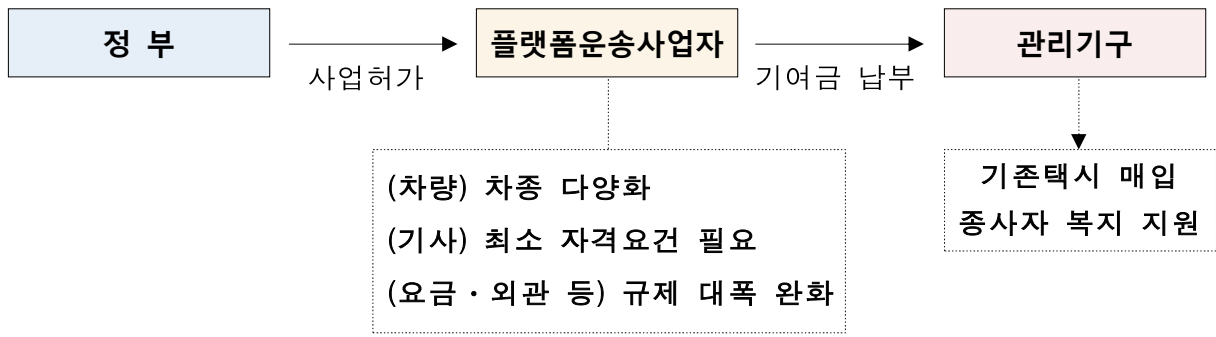 정 부
사업허가
플랫폼운송사업자
기여금 납부
관리기구
(차량) 차종 다양화
(기사) 최소 자격요건 필요
(요금·외관 등) 규제 대폭 완화
기존택시 매입
종사자 복지 지원